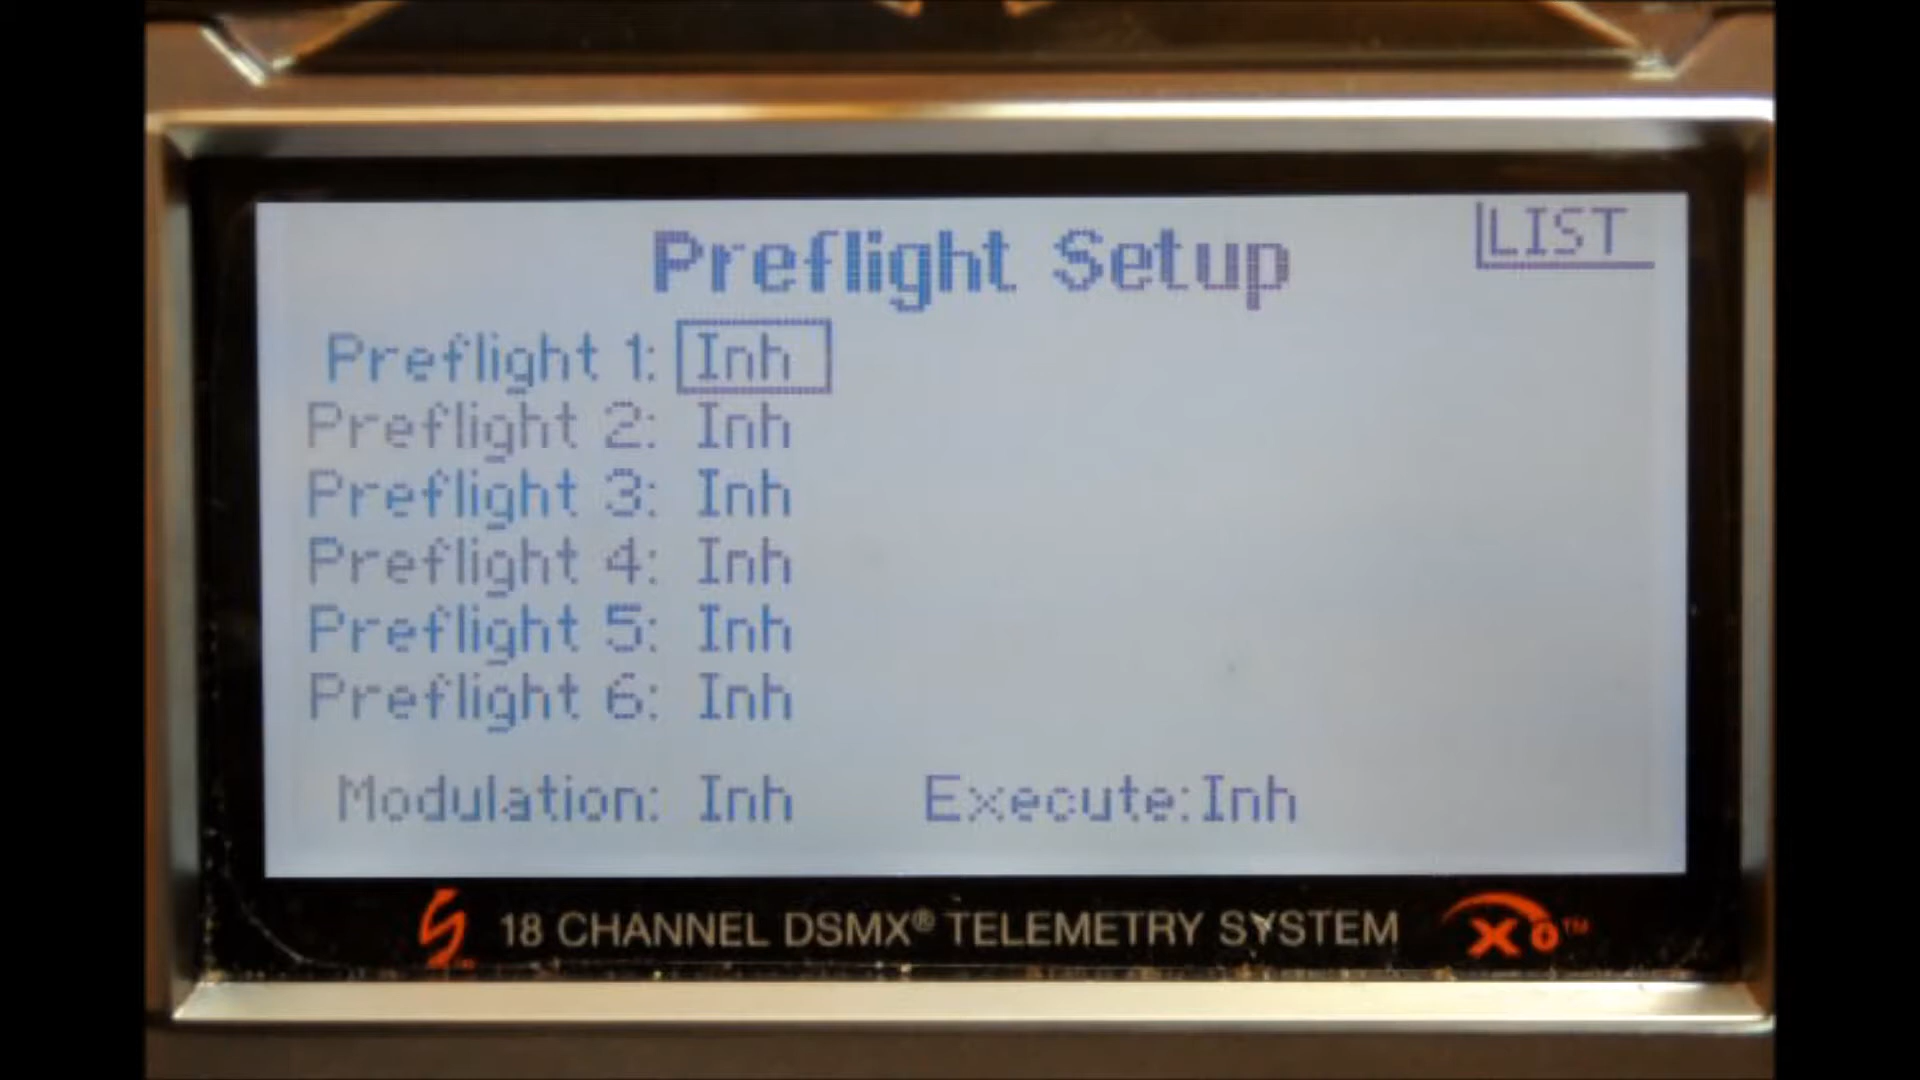 Preflight Setup
LIST
Preflight 1: Inh
Preflight 2: Inh
Preflight 3: Inh
Preflight 4: Inh
Preflight 5: Inh
Preflight 6: Inh
Modulation: Inh Execute: Inh
18 CHANNEL DSMX® TELEMETRY SYSTEM X+™